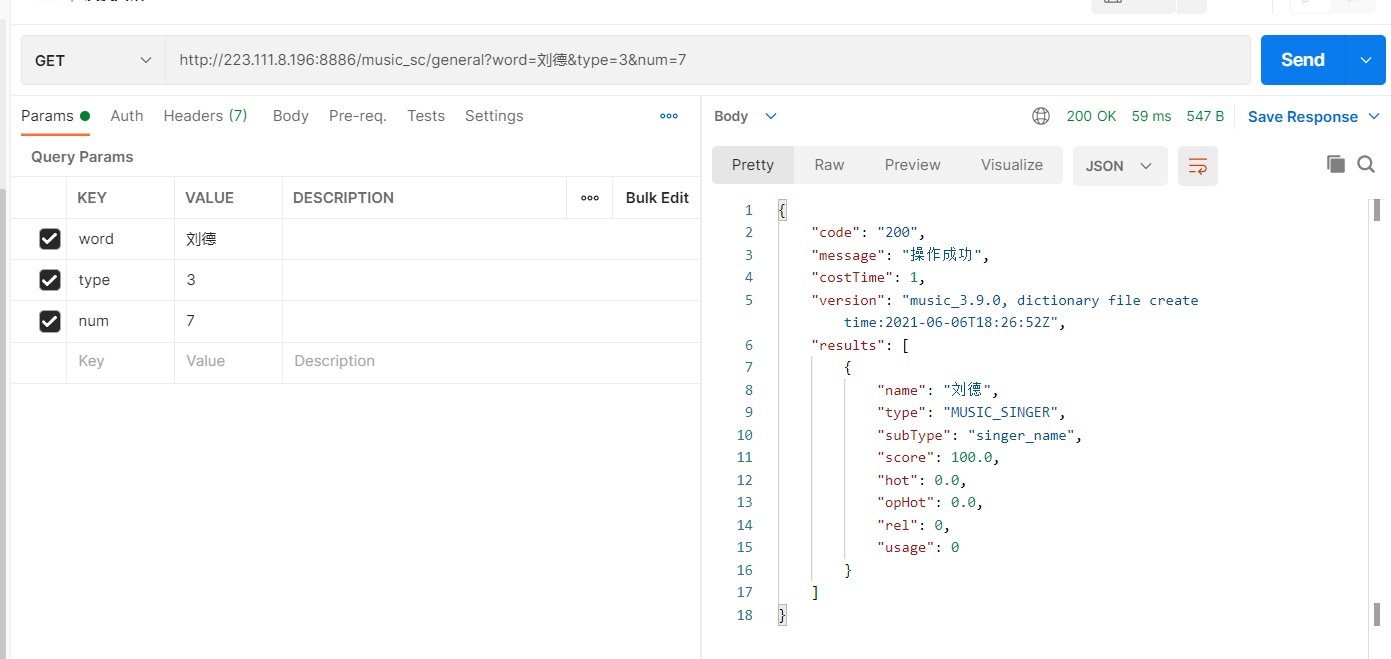 GET
http://223.111.8.196:8886/music_sc/general?word=刘德&type=3&num=7
Send
Params Auth Headers (7) Body Pre-req. Tests Settings
Query Params
KEY VALUE DESCRIPTION Bulk Edit
word 刘德
type 3
num 7
Key Value Description
Body 200 OK 59 ms 547 B Save Response
Pretty Raw Preview Visualize JSON
1 {
2 "code": "200",
3 "message": "操作成功",
4 "costTime": 1,
5 "version": "music_3.9.0, dictionary file create
time:2021-06-06T18:26:52Z",
6 "results": [
7 {
8 "name": "刘德",
9 "type": "MUSIC_SINGER",
10 "subType": "singer_name",
11 "score": 100.0,
12 "hot": 0.0,
13 "opHot": 0.0,
14 "rel": 0,
15 "usage": 0
16 }
17 ]
18 }